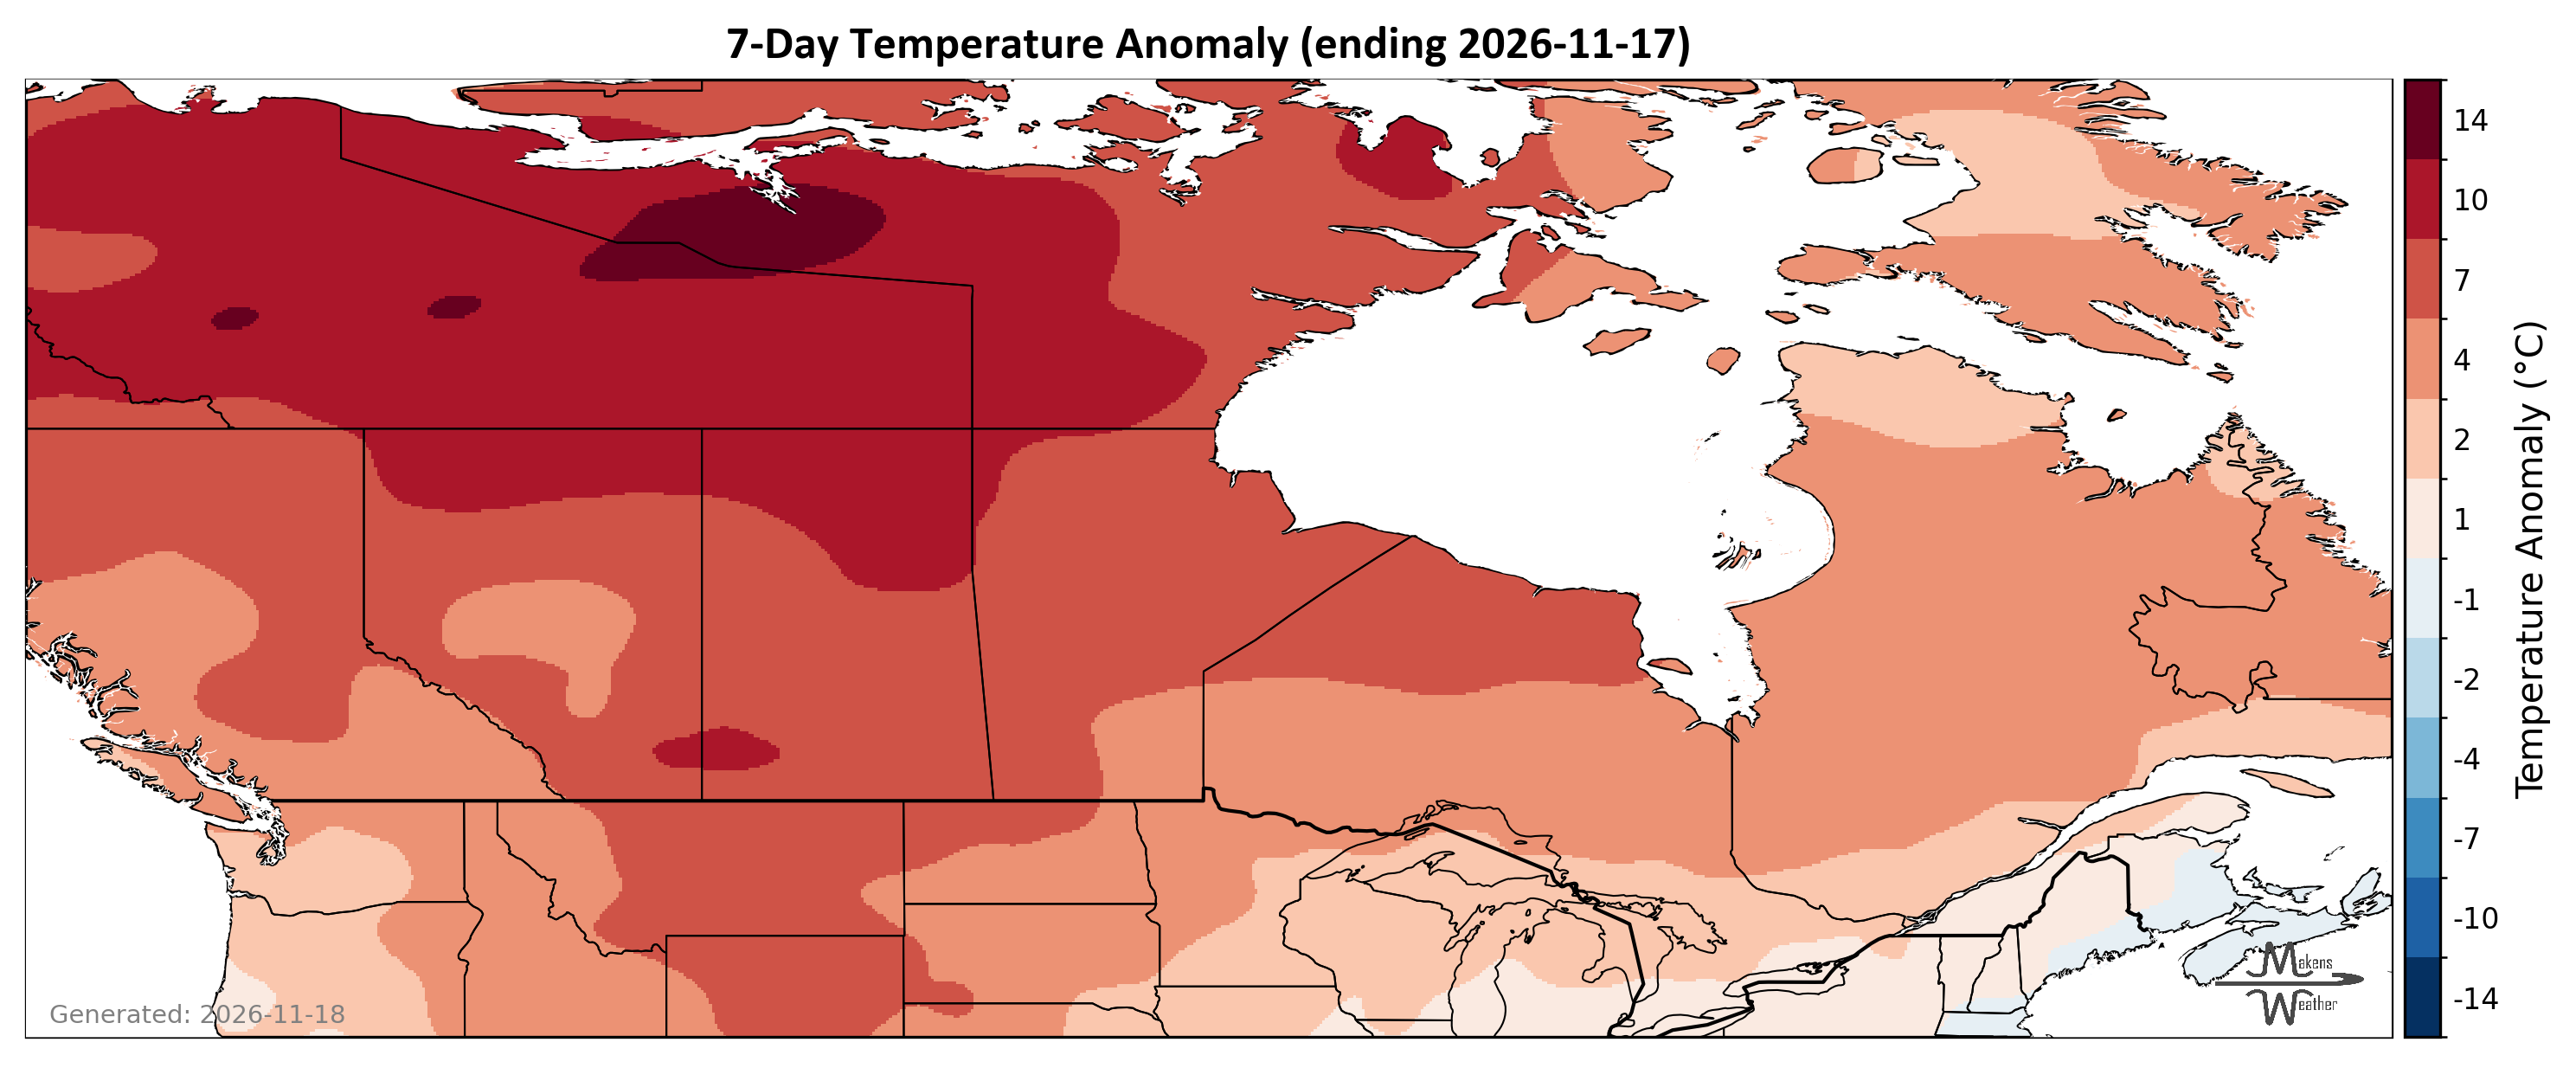 7-Day Temperature Anomaly (ending 2026-11-17)
14
10
7
4
2
1
-1
-2
-4
-7
-10
-14
Temperature Anomaly (°C)
Generated: 2026-11-18
Makens
Weather